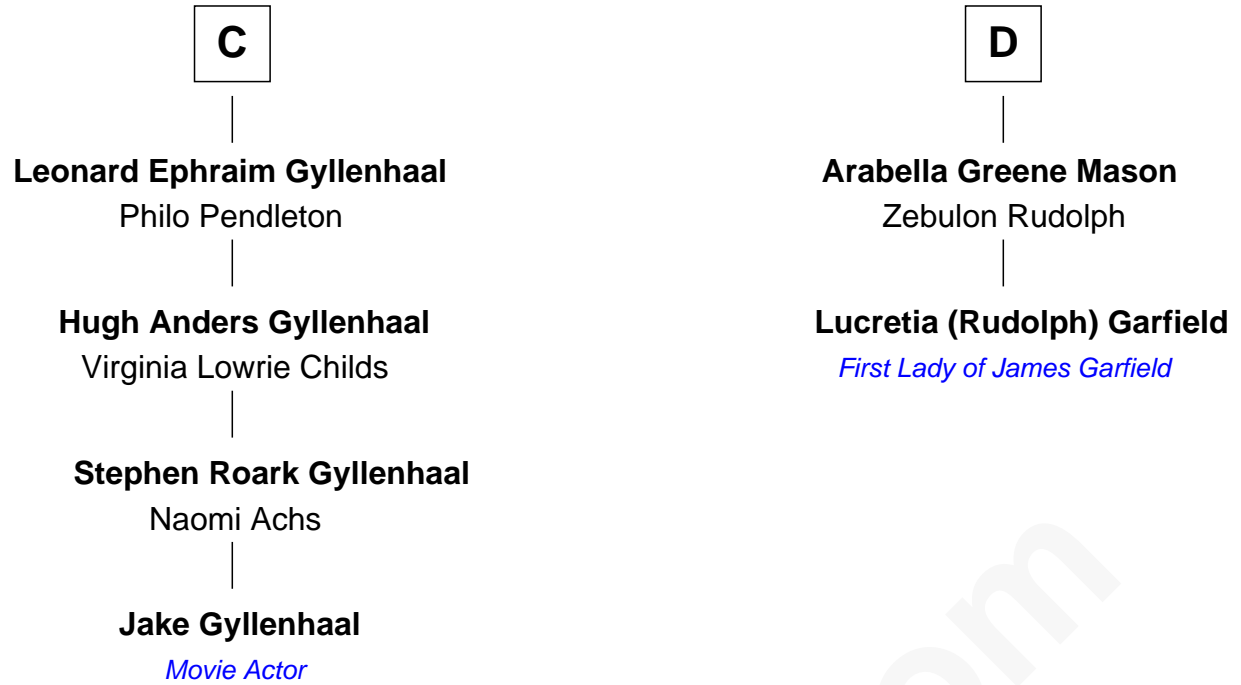 C
Leonard Ephraim Gyllenhaal
Philo Pendleton
Hugh Anders Gyllenhaal
Virginia Lowrie Childs
Stephen Roark Gyllenhaal
Naomi Achs
Jake Gyllenhaal
Movie Actor
D
Arabella Greene Mason
Zebulon Rudolph
Lucretia (Rudolph) Garfield
First Lady of James Garfield
om